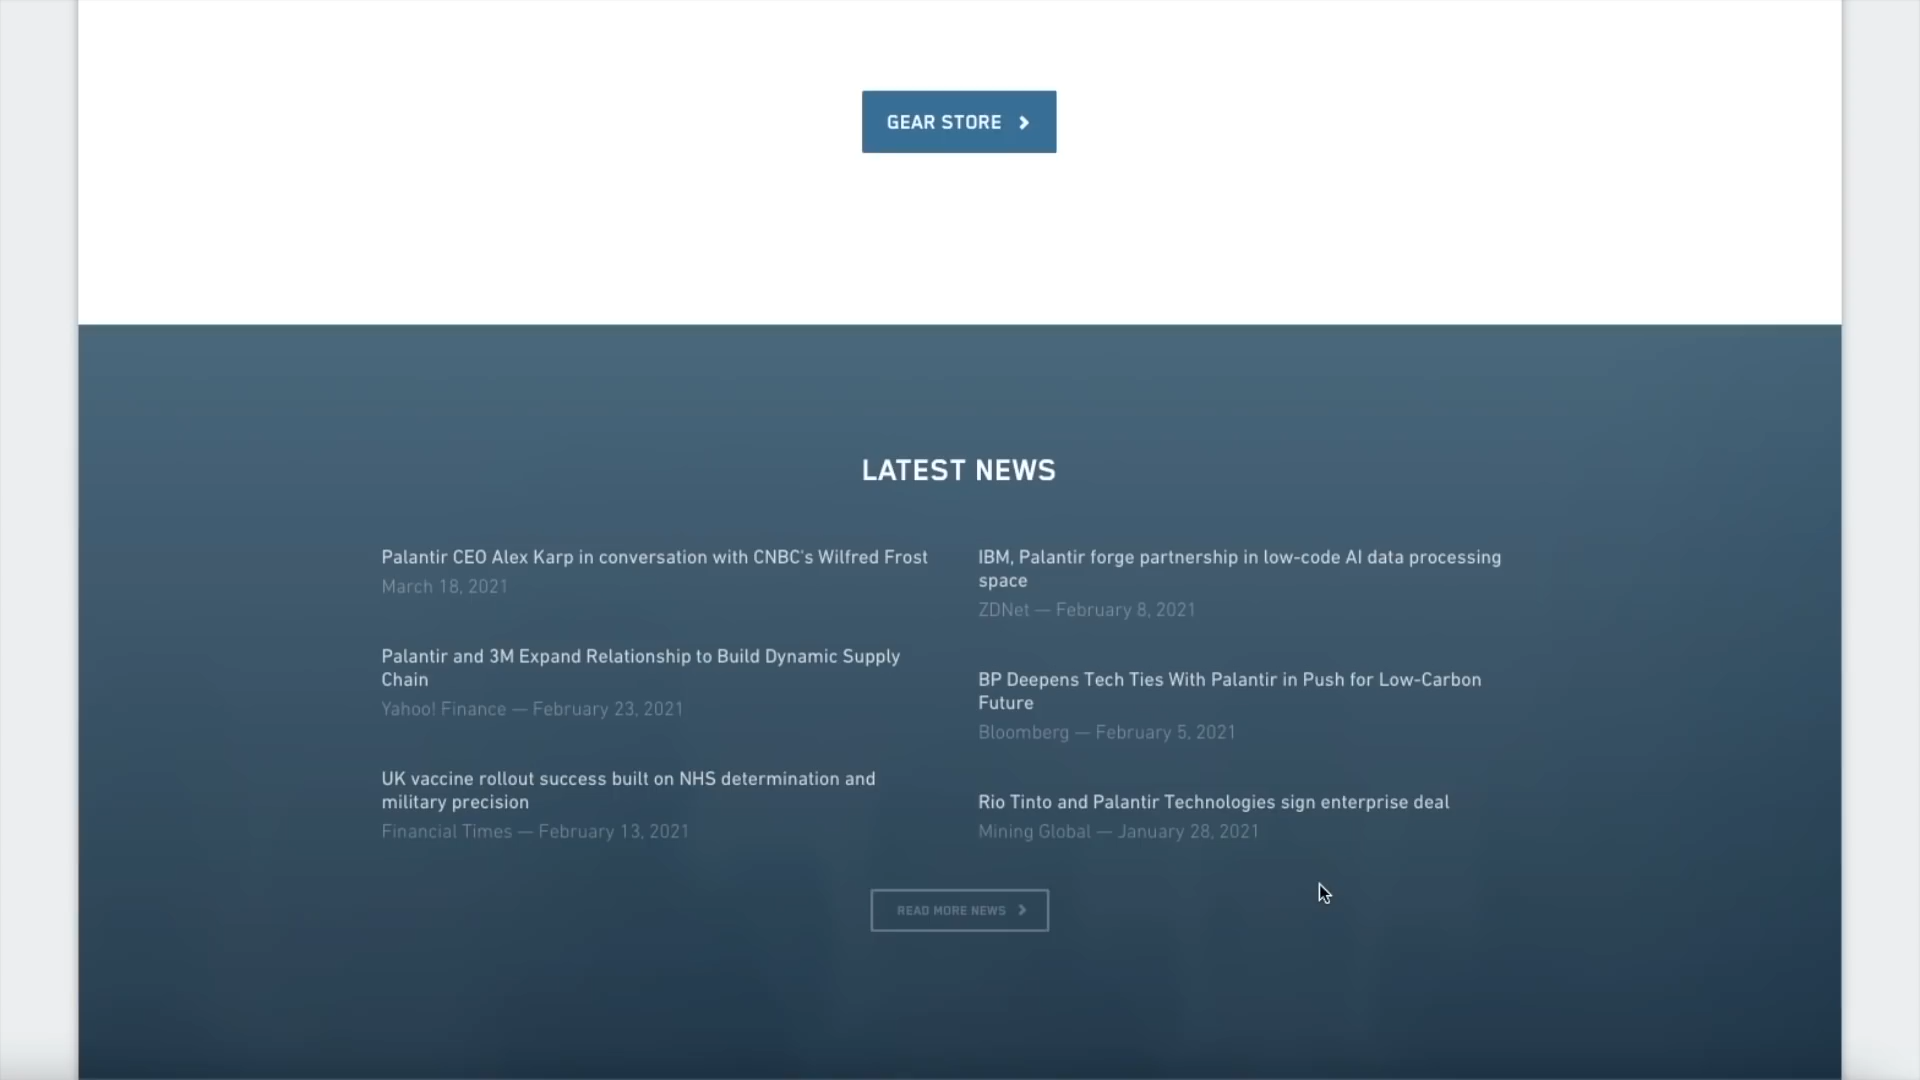 GEAR STORE
LATEST NEWS
Palantir CEO Alex Karp in conversation with CNBC's Wilfred Frost
March 18, 2021
Palantir and 3M Expand Relationship to Build Dynamic Supply
Chain
Yahoo! Finance — February 23, 2021
UK vaccine rollout success built on NHS determination and
military precision
Financial Times — February 13, 2021
IBM, Palantir forge partnership in low-code AI data processing
space
ZDNet — February 8, 2021
BP Deepens Tech Ties With Palantir in Push for Low-Carbon
Future
Bloomberg — February 5, 2021
Rio Tinto and Palantir Technologies sign enterprise deal
Mining Global — January 28, 2021
READ MORE NEWS